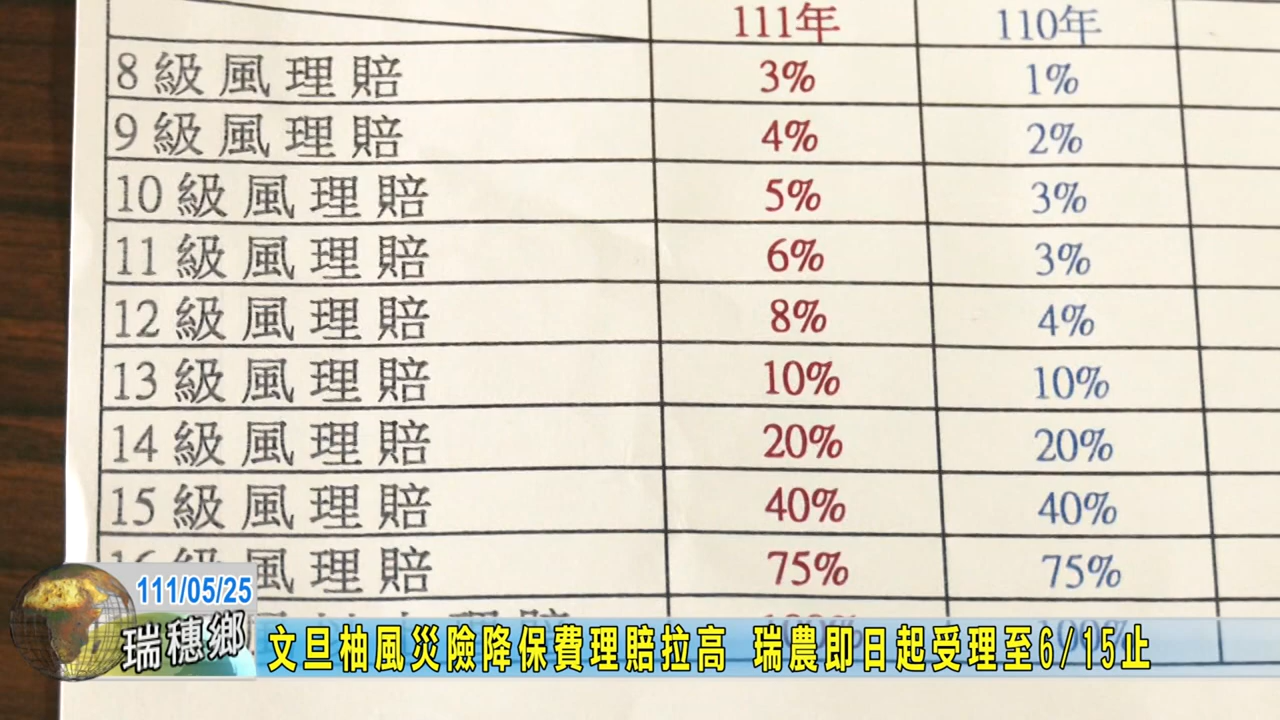 111年 110年
8級風理賠 3% 1%
9級風理賠 4% 2%
10級風理賠 5% 3%
11級風理賠 6% 3%
12級風理賠 8% 4%
13級風理賠 10% 10%
14級風理賠 20% 20%
15級風理賠 40% 40%
16級風理賠 75% 75%
100% 100%
111/05/25
瑞穗鄉
文旦柚風災險降保費理賠拉高 瑞農即日起受理至6/15止